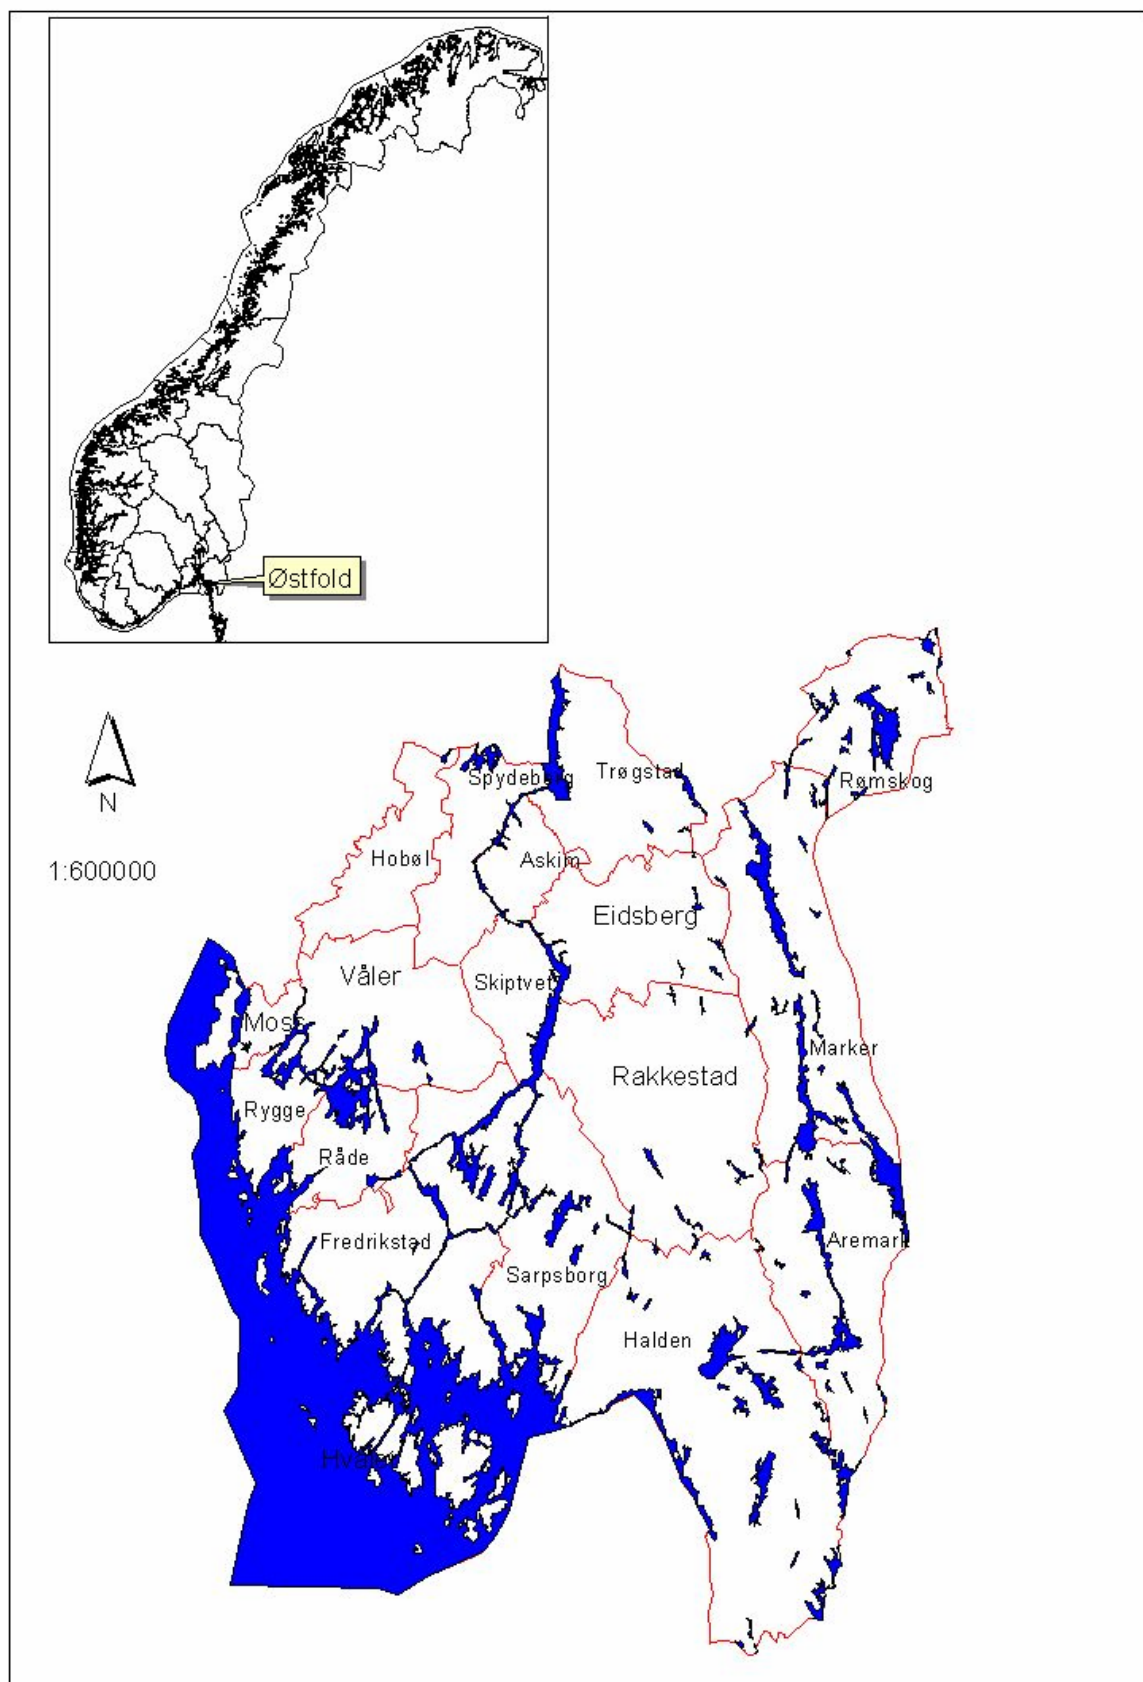 Østfold
N
1:600000
Spydeberg
Trøgstad
Rømskog
Hobøl
Askim
Eidsberg
Våler
Skiptvet
Moss
Marker
Rakkestad
Rygge
Råde
Fredrikstad
Aremark
Sarpsborg
Halden
Hvaler